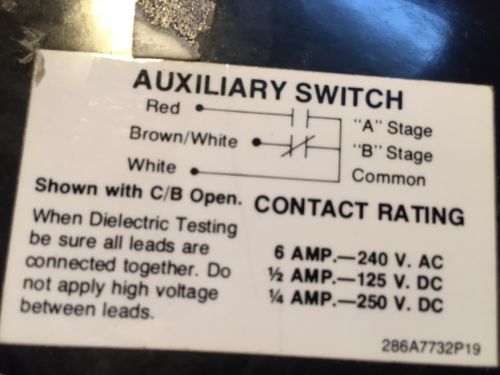 AUXILIARY SWITCH
Red "A" Stage
Brown/White "B" Stage
White Common
Shown with C/B Open.
When Dielectric Testing
be sure all leads are
connected together. Do
not apply high voltage
between leads.
CONTACT RATING
6 AMP.—240 V. AC
½ AMP.—125 V. DC
¼ AMP.—250 V. DC
286A7732P19